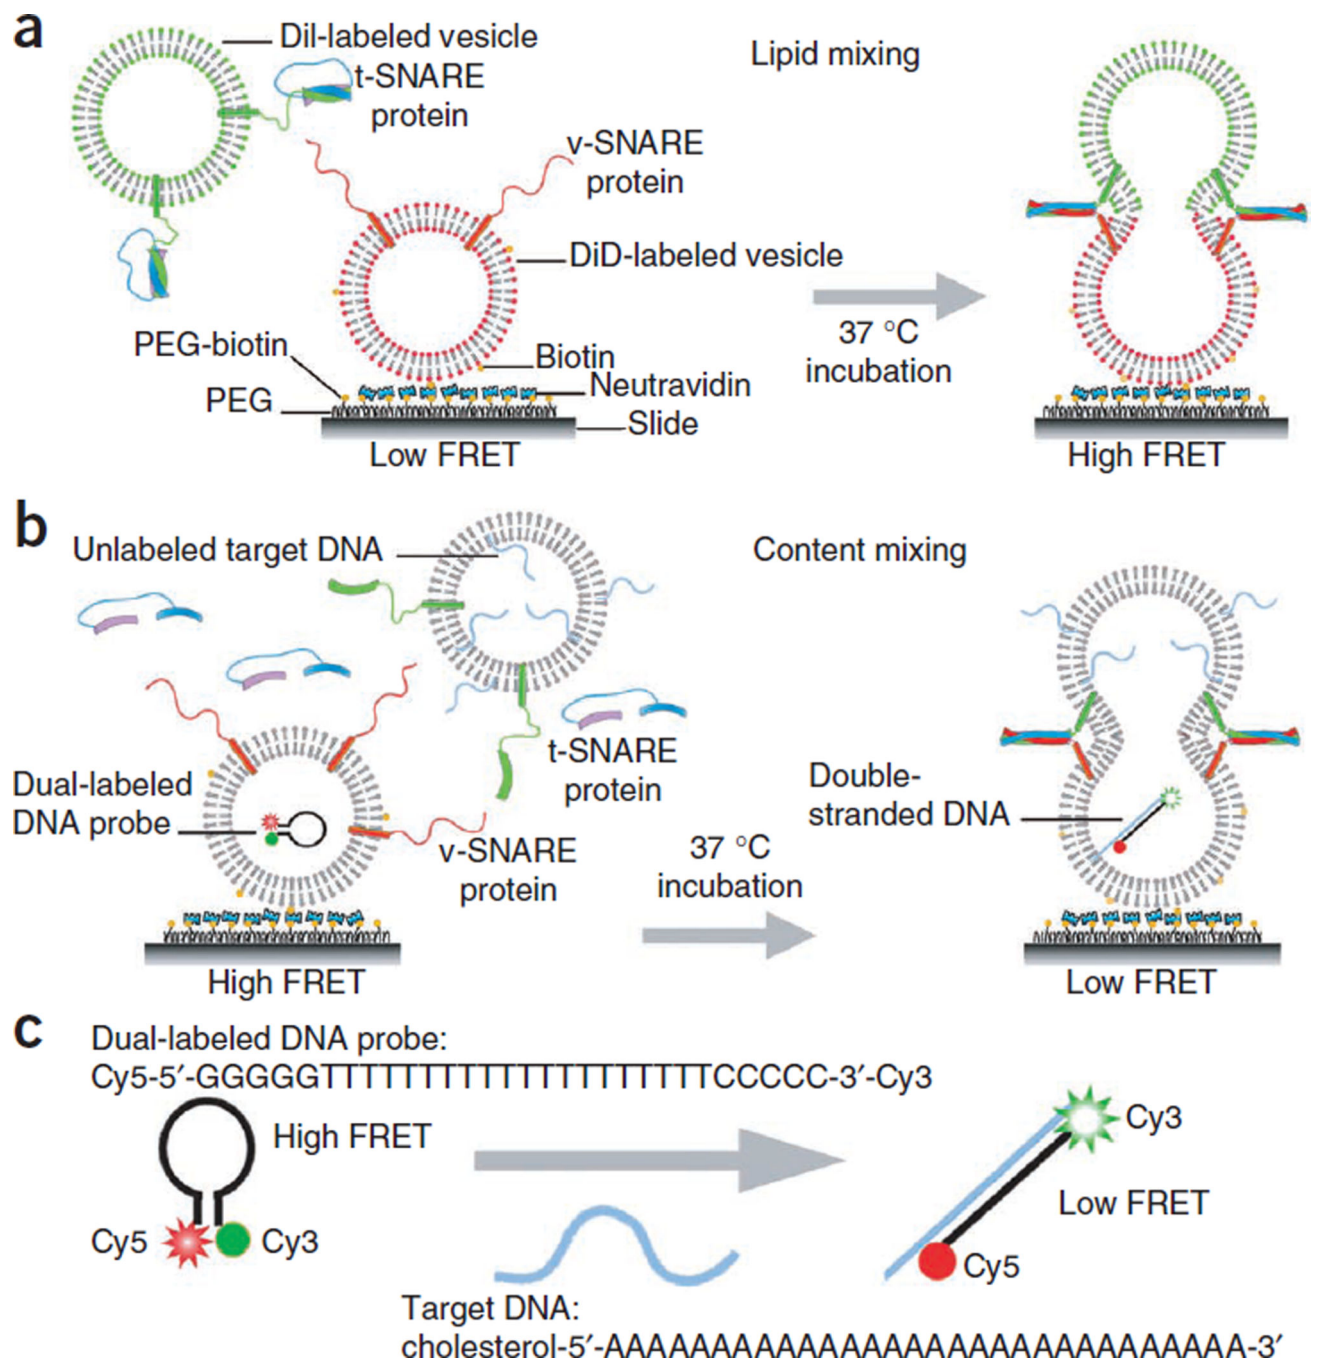 a
DiI-labeled vesicle
t-SNARE
protein
Lipid mixing
v-SNARE
protein
DiD-labeled vesicle
PEG-biotin
Biotin
37 °C
incubation
Neutravidin
PEG
Slide
Low FRET
High FRET
b
Unlabeled target DNA
Content mixing
t-SNARE
protein
Dual-labeled
DNA probe
Double-
stranded DNA
v-SNARE
protein
37 °C
incubation
High FRET
Low FRET
c
Dual-labeled DNA probe:
Cy5-5′-GGGGGTTTTTTTTTTTTTTTTTTTTCCCCC-3′-Cy3
High FRET
Cy3
Low FRET
Cy5
Cy3
Cy5
Target DNA:
cholesterol-5′-AAAAAAAAAAAAAAAAAAAAAAAAAAAAAA-3′